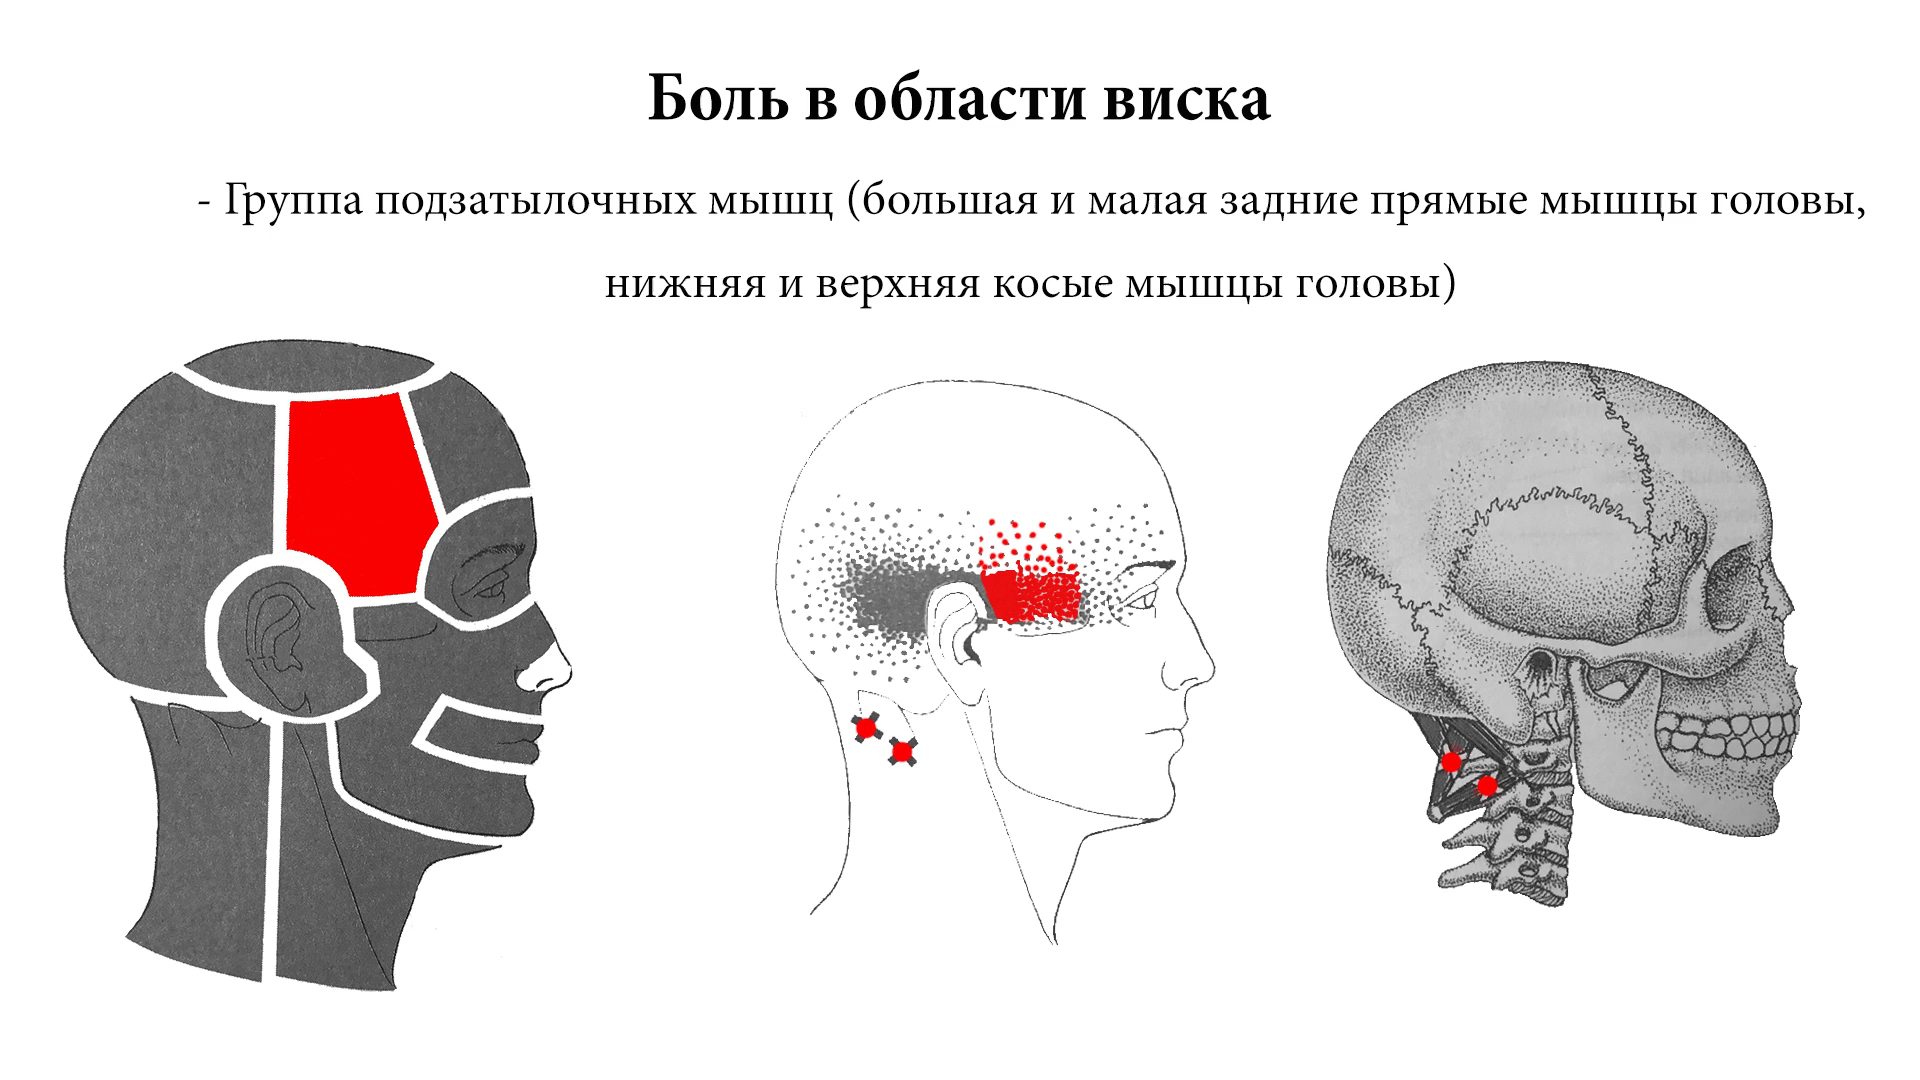 Боль в области виска
- Группа подзатылочных мышц (большая и малая задние прямые мышцы головы,
нижняя и верхняя косые мышцы головы)